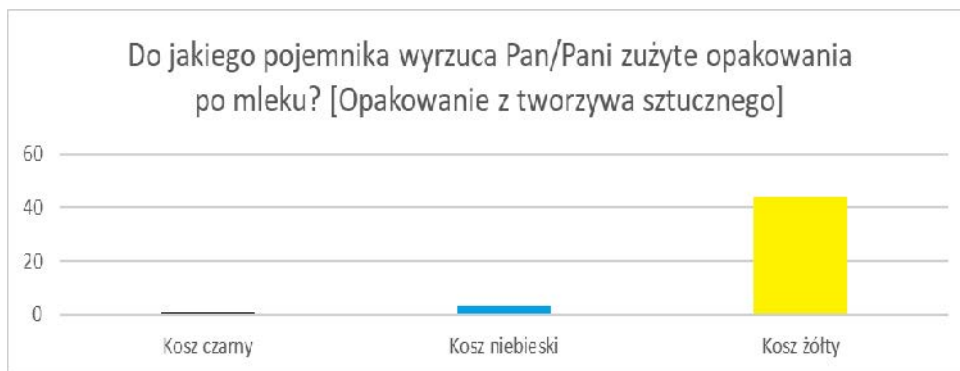 Do jakiego pojemnika wyrzuca Pan/Pani zużyte opakowania
po mleku? [Opakowanie z tworzywa sztucznego]
60
40
20
0
Kosz czarny Kosz niebieski Kosz żółty